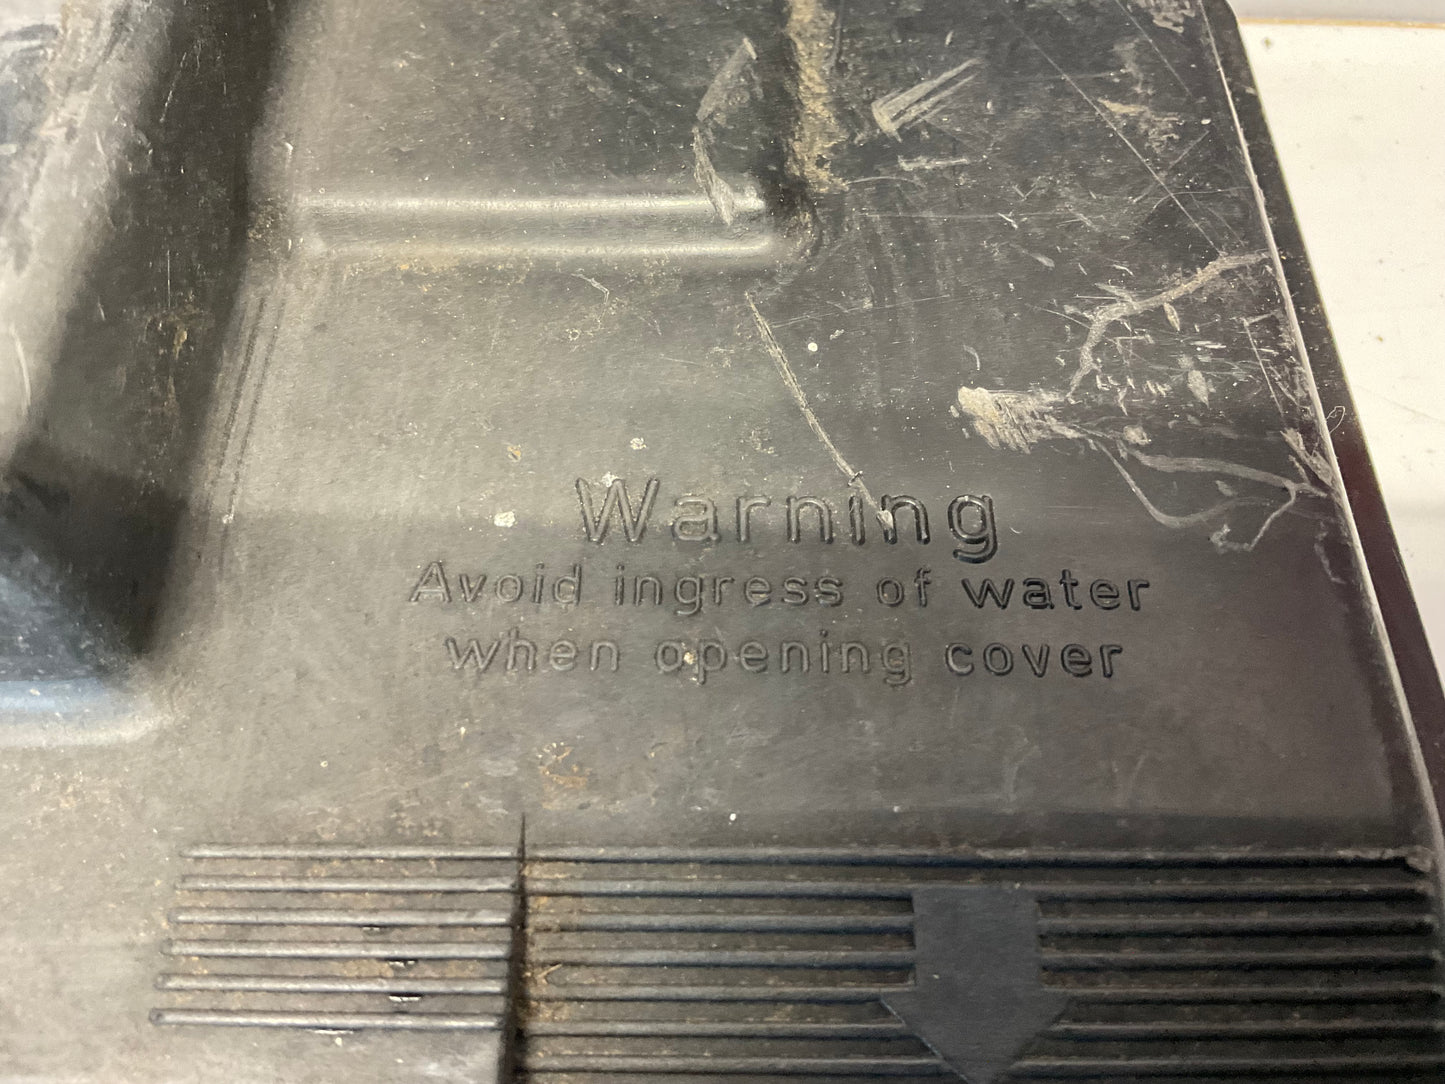 Warning
Avoid ingress of water
when opening cover